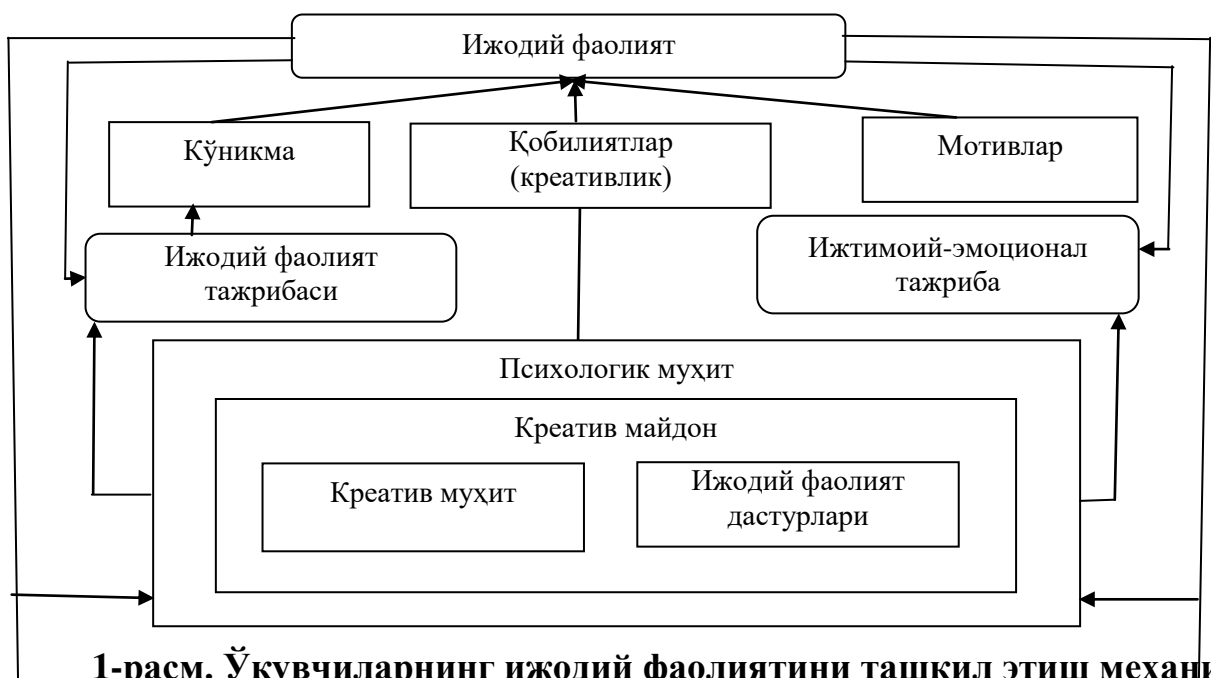 Ижодий фаолият
Кўникма
Қобилиятлар
(креативлик)
Мотивлар
Ижодий фаолият
тажрибаси
Ижтимоий-эмоционал
тажриба
Психологик муҳит
Креатив майдон
Креатив муҳит
Ижодий фаолият
дастурлари
1-расм. Ўқувчиларнинг ижодий фаолиятини ташкил этиш